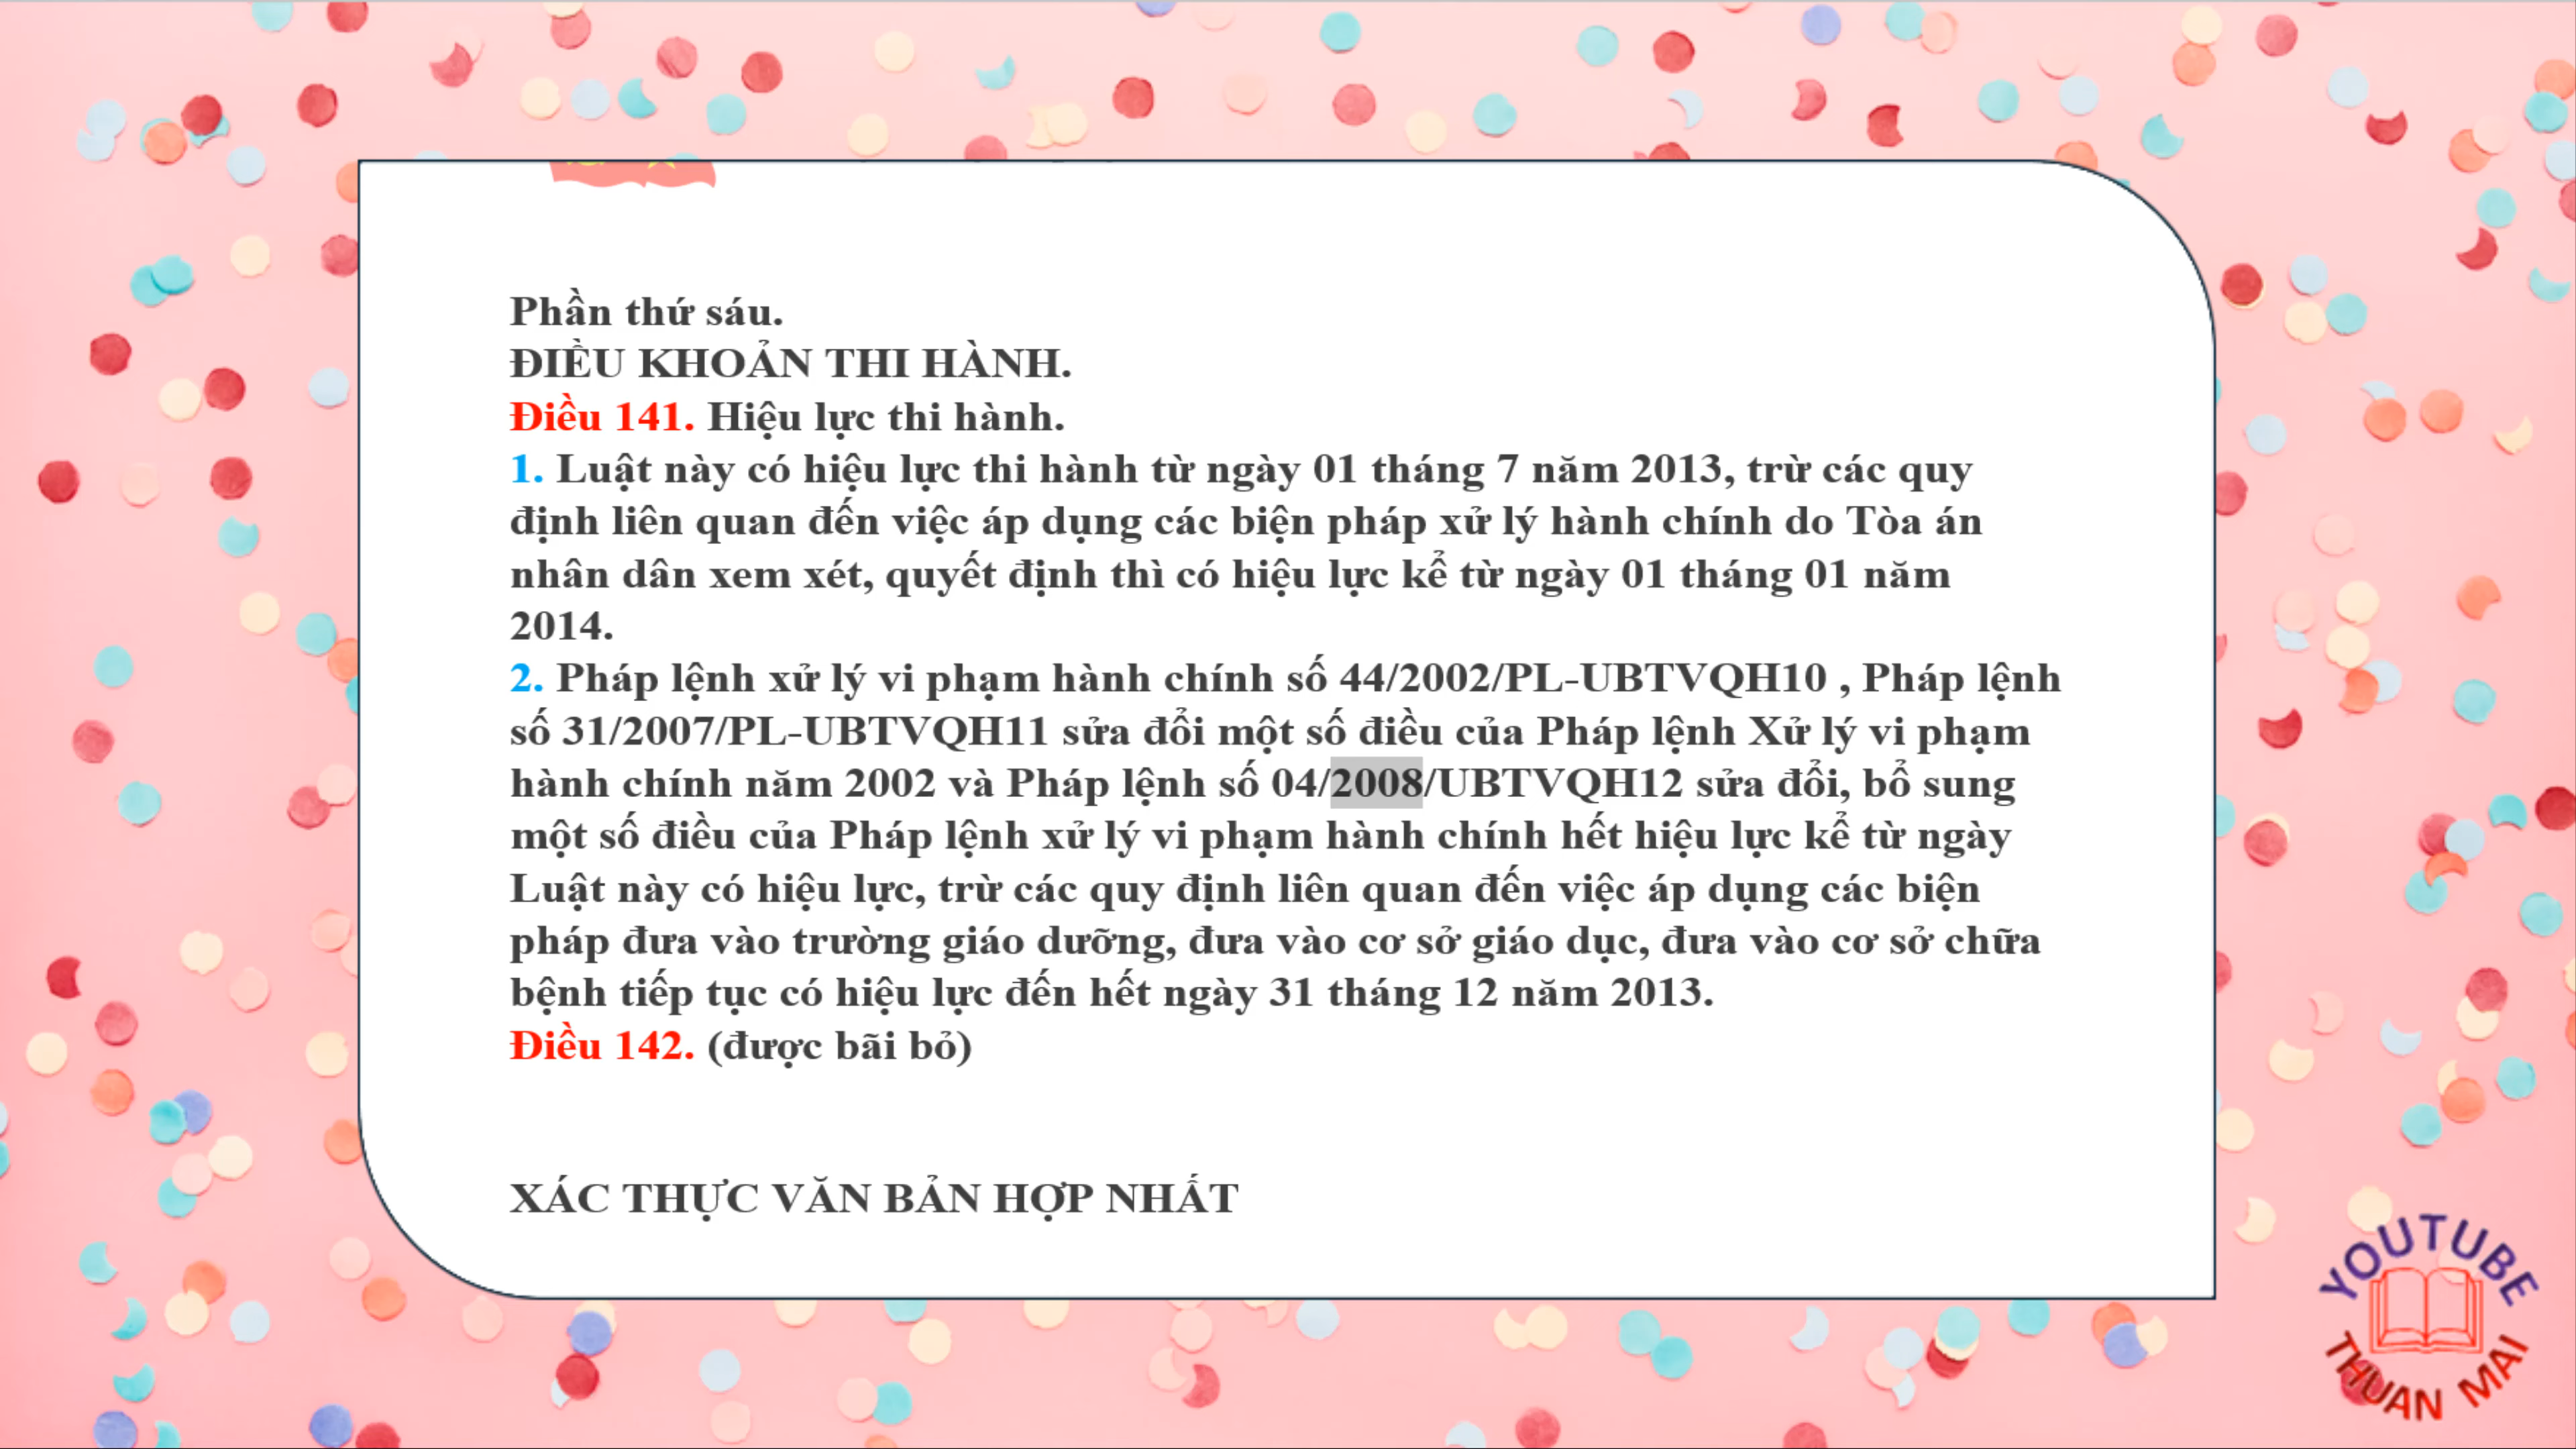 Phần thứ sáu.
ĐIỀU KHOẢN THI HÀNH.
Điều 141. Hiệu lực thi hành.
1. Luật này có hiệu lực thi hành từ ngày 01 tháng 7 năm 2013, trừ các quy
định liên quan đến việc áp dụng các biện pháp xử lý hành chính do Tòa án
nhân dân xem xét, quyết định thì có hiệu lực kể từ ngày 01 tháng 01 năm
2014.
2. Pháp lệnh xử lý vi phạm hành chính số 44/2002/PL-UBTVQH10 , Pháp lệnh
số 31/2007/PL-UBTVQH11 sửa đổi một số điều của Pháp lệnh Xử lý vi phạm
hành chính năm 2002 và Pháp lệnh số 04/2008/UBTVQH12 sửa đổi, bổ sung
một số điều của Pháp lệnh xử lý vi phạm hành chính hết hiệu lực kể từ ngày
Luật này có hiệu lực, trừ các quy định liên quan đến việc áp dụng các biện
pháp đưa vào trường giáo dưỡng, đưa vào cơ sở giáo dục, đưa vào cơ sở chữa
bệnh tiếp tục có hiệu lực đến hết ngày 31 tháng 12 năm 2013.
Điều 142. (được bãi bỏ)
XÁC THỰC VĂN BẢN HỢP NHẤT
YOUTUBE
THUAN MAI